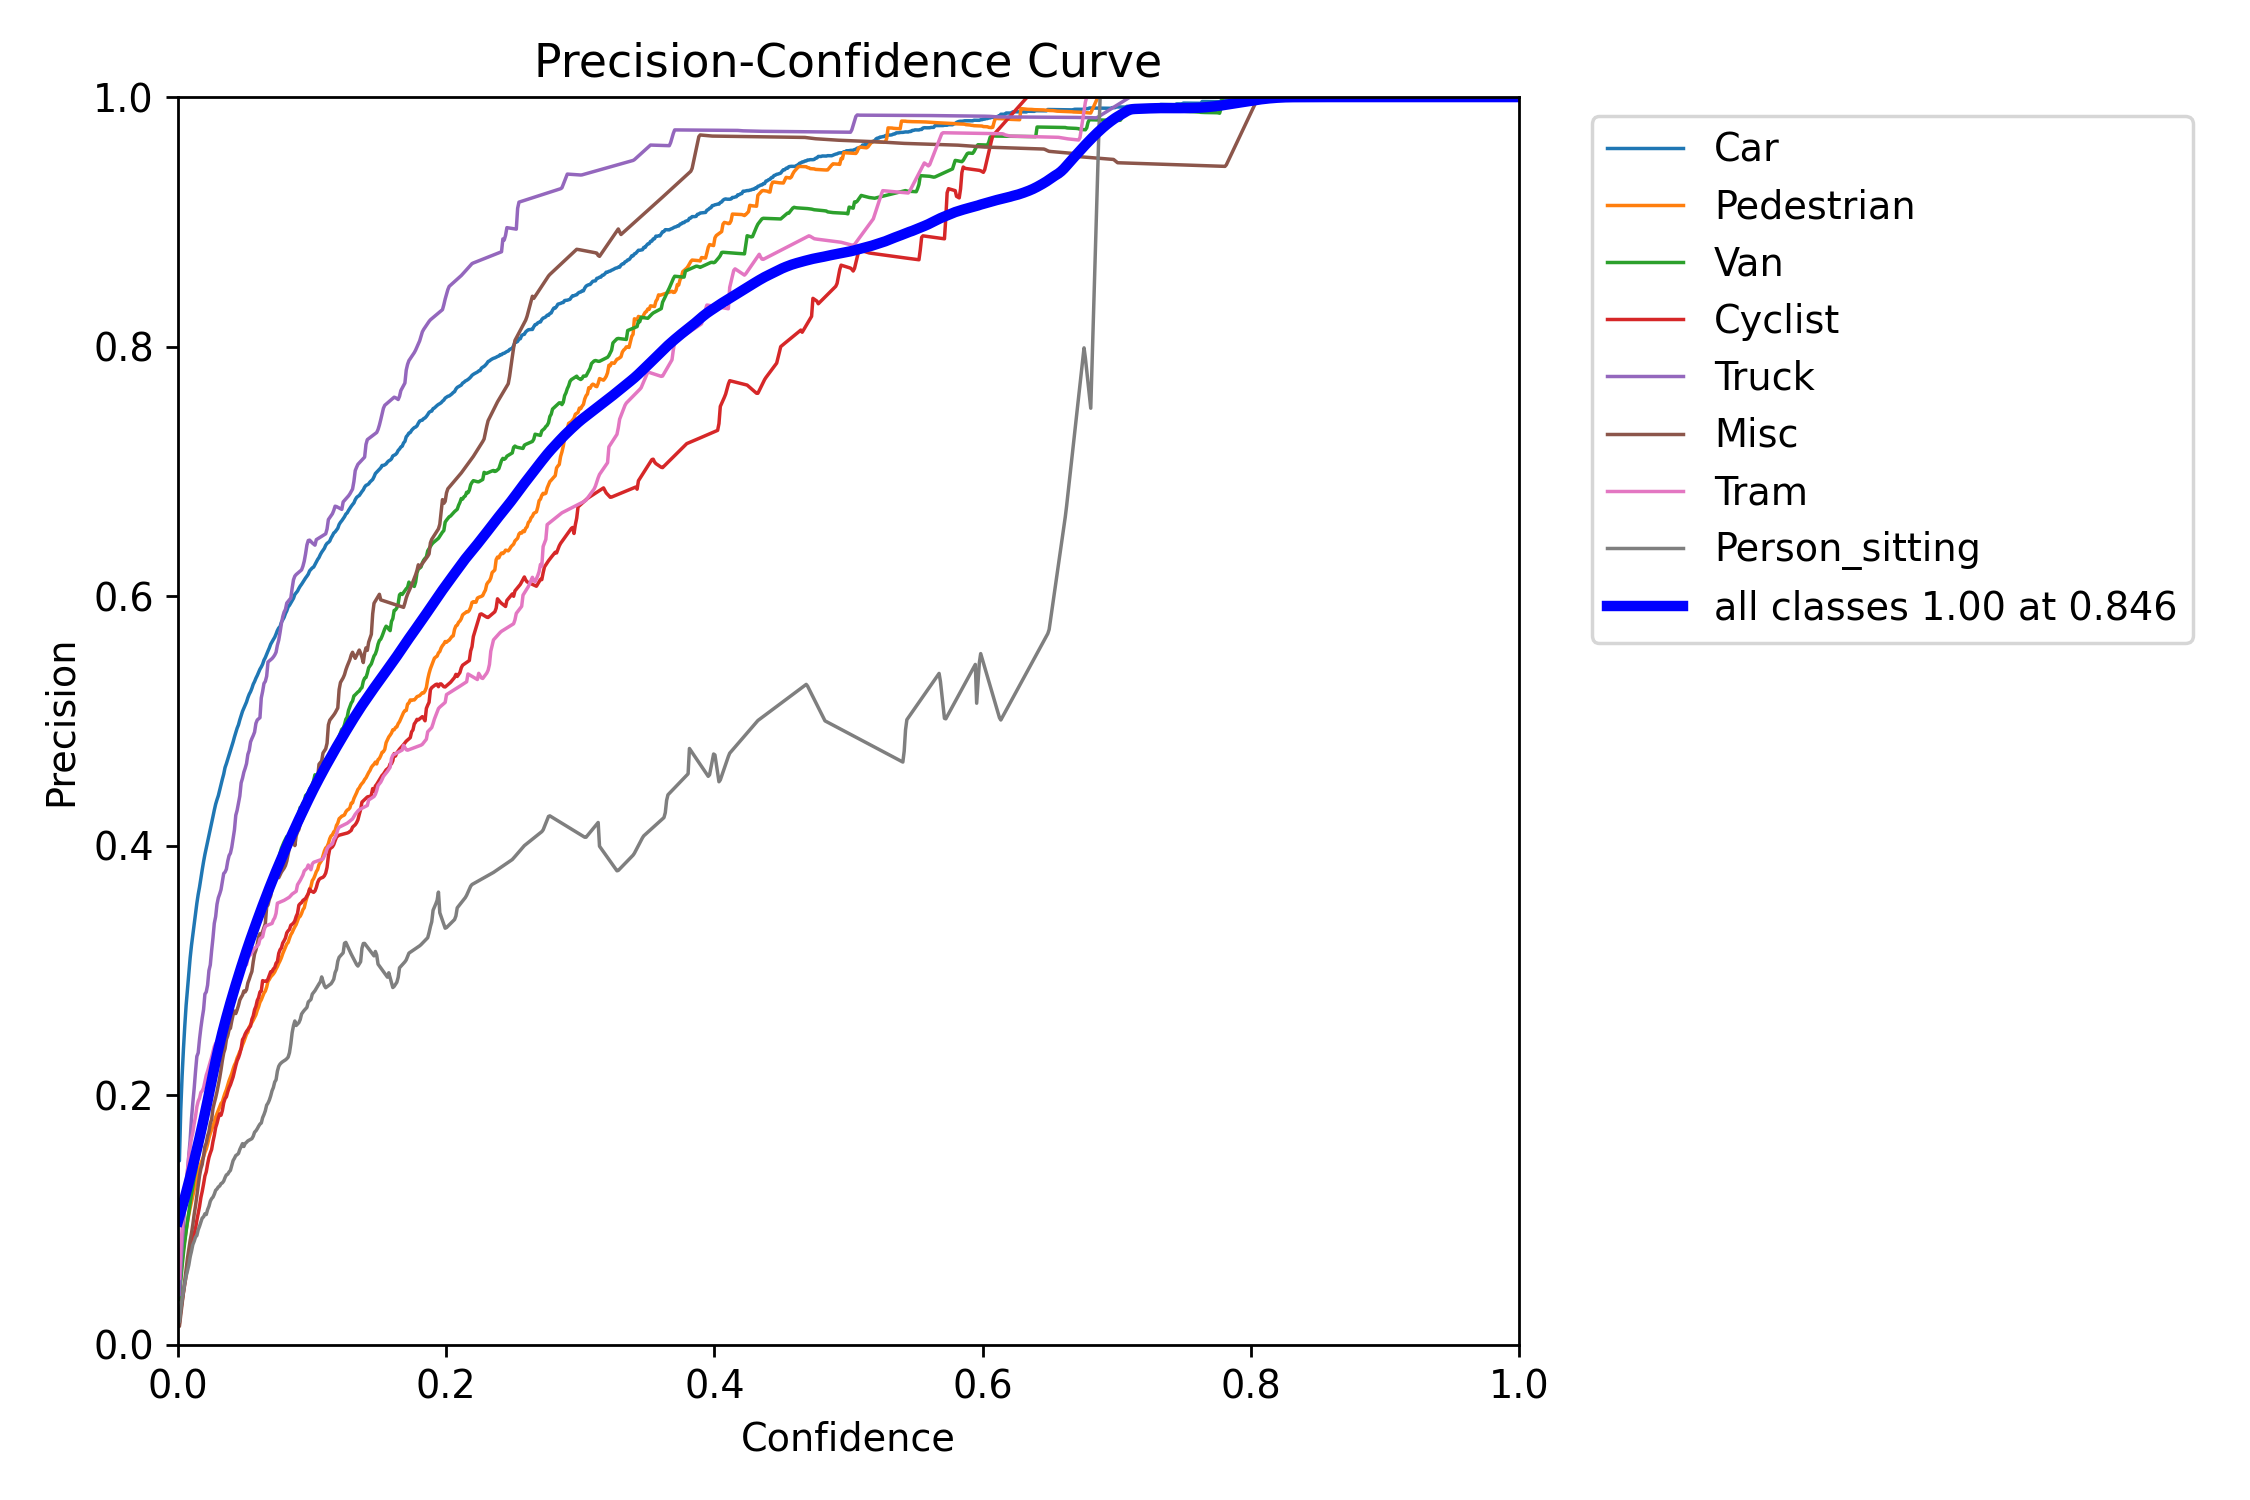 Precision-Confidence Curve
1.0
0.8
0.6
0.4
0.2
0.0
Precision
0.0 0.2 0.4 0.6 0.8 1.0
Confidence
Car
Pedestrian
Van
Cyclist
Truck
Misc
Tram
Person_sitting
all classes 1.00 at 0.846